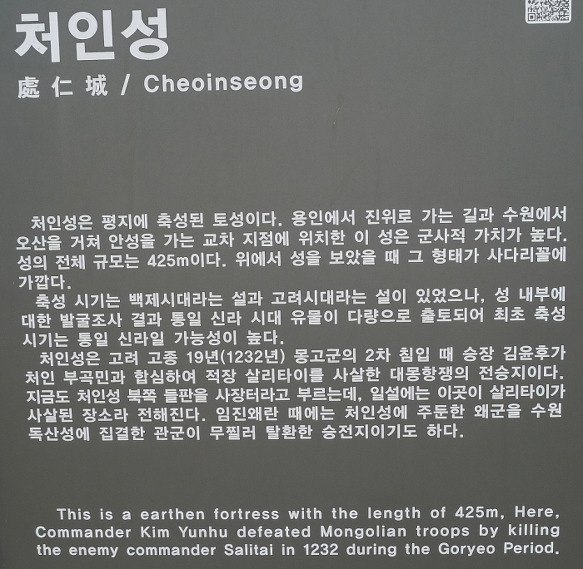 처인성
處仁城 / Cheoinseong
처인성은 평지에 축성된 토성이다. 용인에서 진위로 가는 길과 수원에서
오산을 거쳐 안성을 가는 교차 지점에 위치한 이 성은 군사적 가치가 높다.
성의 전체 규모는 425m이다. 위에서 성을 보았을 때 그 형태가 사다리꼴에
가깝다.
축성 시기는 백제시대라는 설과 고려시대라는 설이 있었으나, 성 내부에
대한 발굴조사 결과 통일 신라 시대 유물이 다량으로 출토되어 최초 축성
시기는 통일 신라일 가능성이 높다.
처인성은 고려 고종 19년(1232년) 몽고군의 2차 침입 때 승장 김윤후가
처인 부곡민과 합심하여 적장 살리타이를 사살한 대몽항쟁의 전승지이다.
지금도 처인성 북쪽 들판을 사장터라고 부르는데, 일설에는 이곳이 살리타이가
사살된 장소라 전해진다. 임진왜란 때에는 처인성에 주둔한 왜군을 수원
독산성에 집결한 관군이 무찔러 탈환한 승전지이기도 하다.
This is a earthen fortress with the length of 425m, Here,
Commander Kim Yunhu defeated Mongolian troops by killing
the enemy commander Salitai in 1232 during the Goryeo Period.